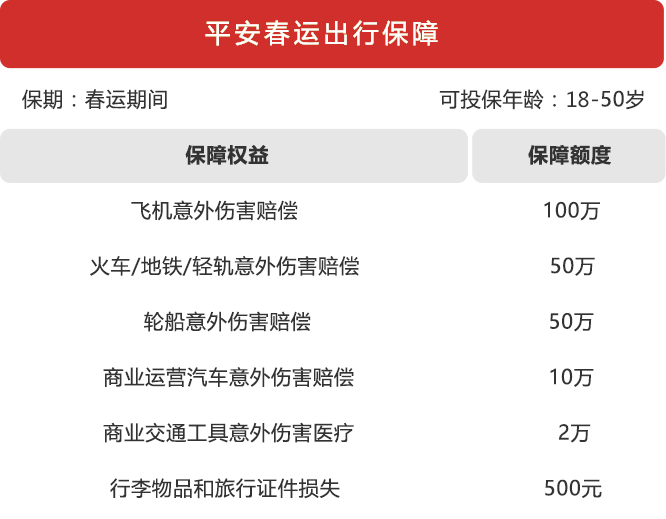 平安春运出行保障
保期：春运期间 可投保年龄：18-50岁
保障权益 保障额度
飞机意外伤害赔偿 100万
火车/地铁/轻轨意外伤害赔偿 50万
轮船意外伤害赔偿 50万
商业运营汽车意外伤害赔偿 10万
商业交通工具意外伤害医疗 2万
行李物品和旅行证件损失 500元